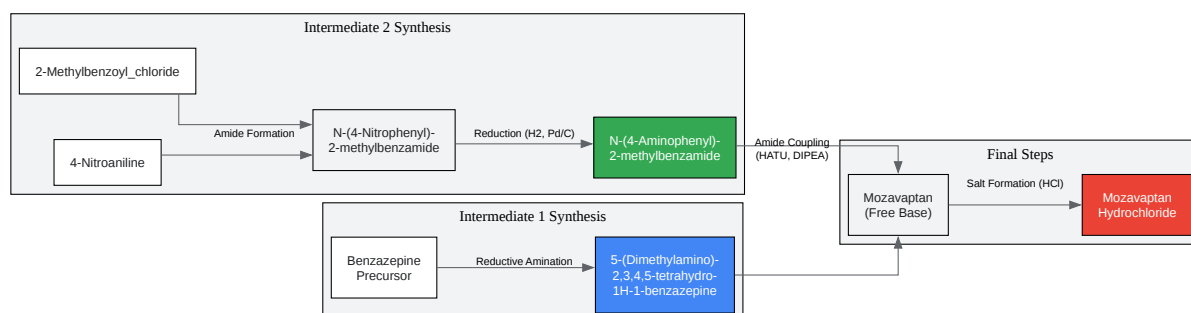 Intermediate 2 Synthesis
2-Methylbenzoyl_chloride
4-Nitroaniline
Amide Formation
N-(4-Nitrophenyl)-
2-methylbenzamide
Reduction (H2, Pd/C)
N-(4-Aminophenyl)-
2-methylbenzamide
Amide Coupling
(HATU, DIPEA)
Final Steps
Mozavaptan
(Free Base)
Salt Formation (HCl)
Mozavaptan
Hydrochloride
Intermediate 1 Synthesis
Benzazepine
Precursor
Reductive Amination
5-(Dimethylamino)-
2,3,4,5-tetrahydro-
1H-1-benzazepine